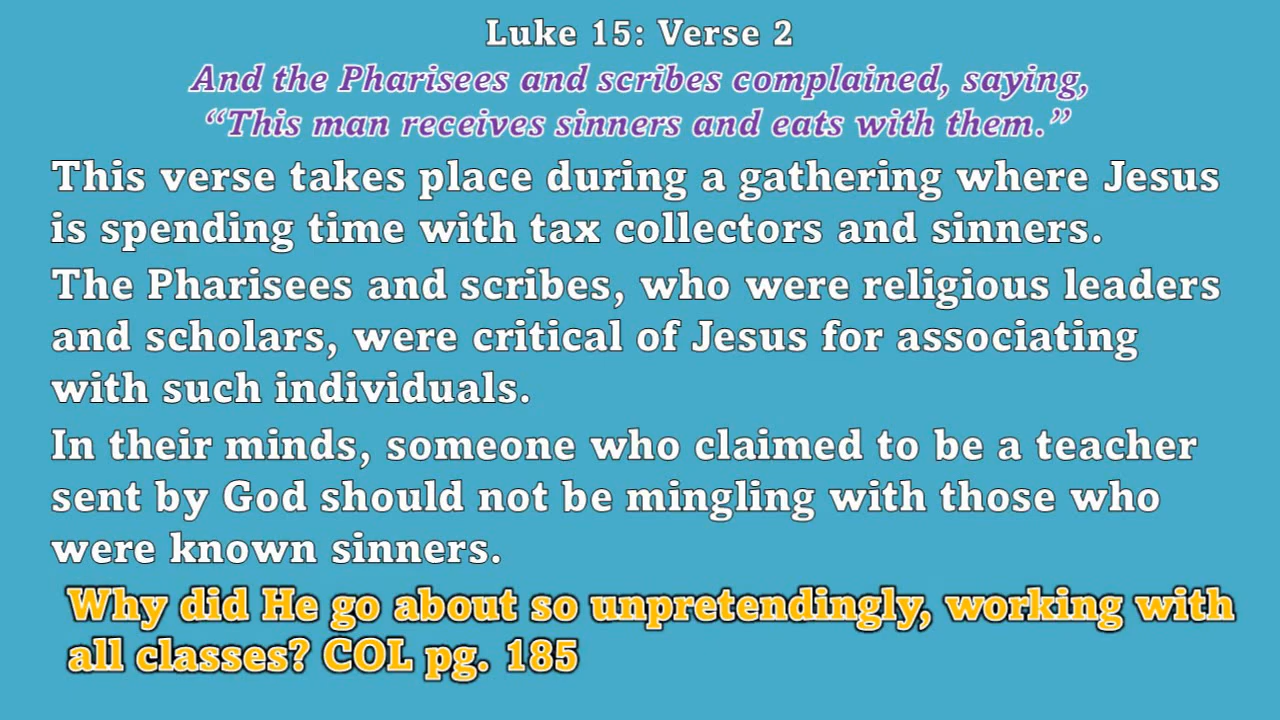 Luke 15: Verse 2
And the Pharisees and scribes complained, saying,
“This man receives sinners and eats with them.”
This verse takes place during a gathering where Jesus
is spending time with tax collectors and sinners.
The Pharisees and scribes, who were religious leaders
and scholars, were critical of Jesus for associating
with such individuals.
In their minds, someone who claimed to be a teacher
sent by God should not be mingling with those who
were known sinners.
Why did He go about so unpretendingly, working with
all classes? COL pg. 185